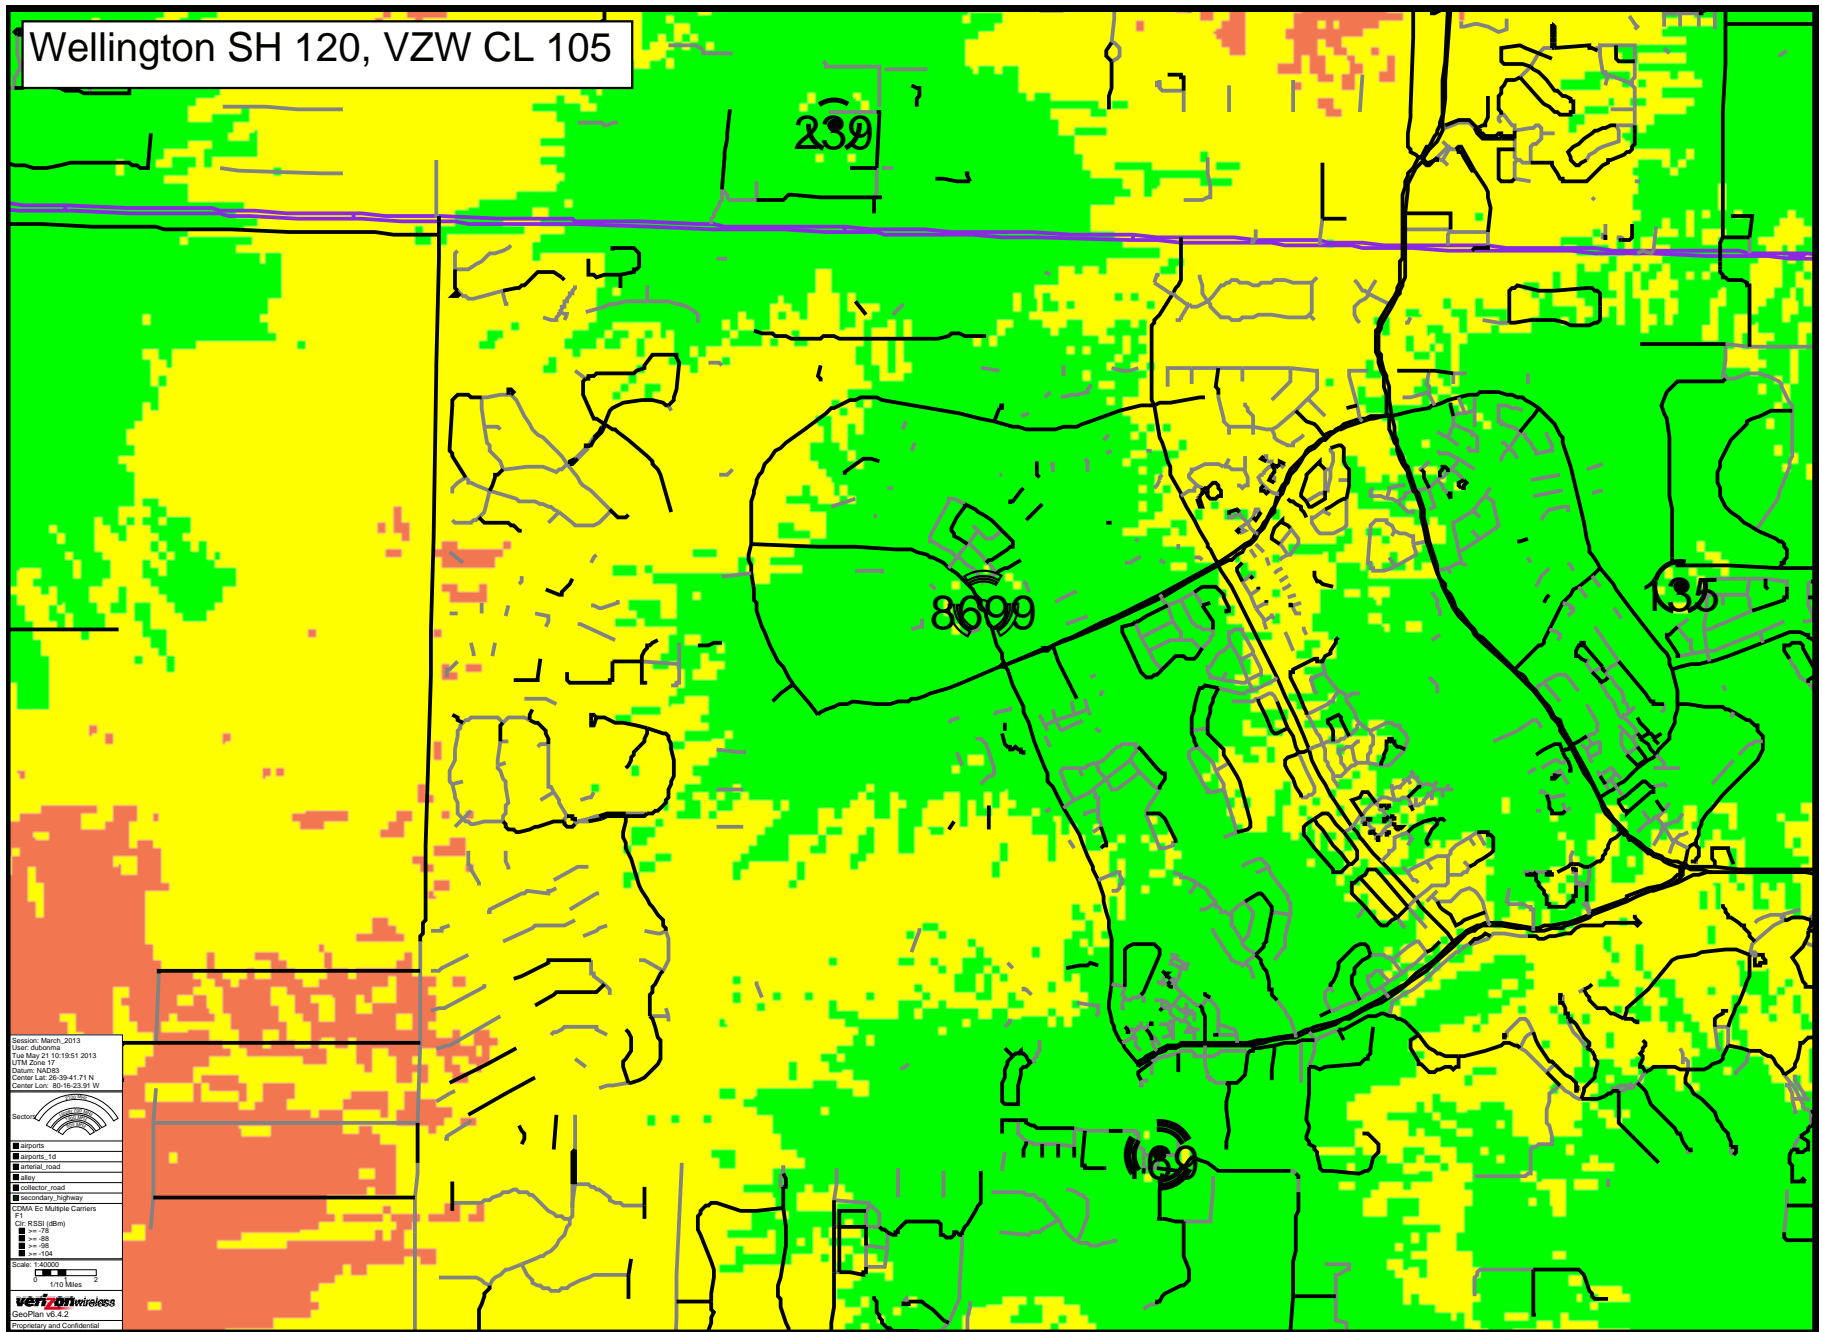 Wellington SH 120, VZW CL 105
239
8699
135
Session: March_2013
User: dubonma
Tue May 21 10:19:51 2013
UTM Zone 17
Datum: NAD83
Center Lat: 26-39-41.71 N
Center Lon: 80-16-23.91 W
Sectors
airports
airports_1d
arterial_road
alley
collector_road
secondary_highway
CDMA Ec Multiple Carriers
F1
Clr: RSSI (dBm)
>= -78
>= -88
>= -98
>= -104
Scale: 1:40000
0 1 2
1/10 Miles
verizonwireless
GeoPlan v6.4.2
Proprietary and Confidential